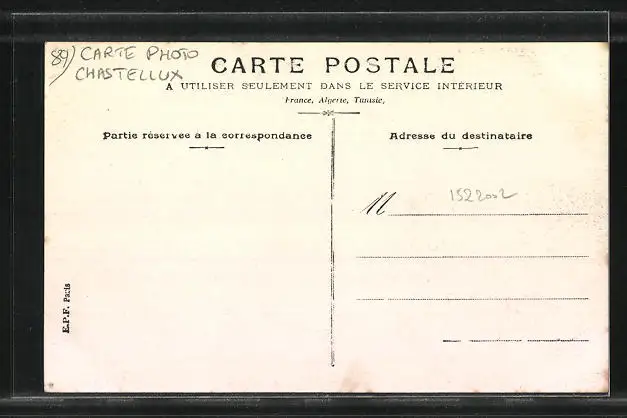 89) CARTE PHOTO
CHASTELLUX
CARTE POSTALE
A UTILISER SEULEMENT DANS LE SERVICE INTÉRIEUR
France, Algerie, Tunisie,
Partie réservée à la correspondance
Adresse du destinataire
M
E.P.F. Paris